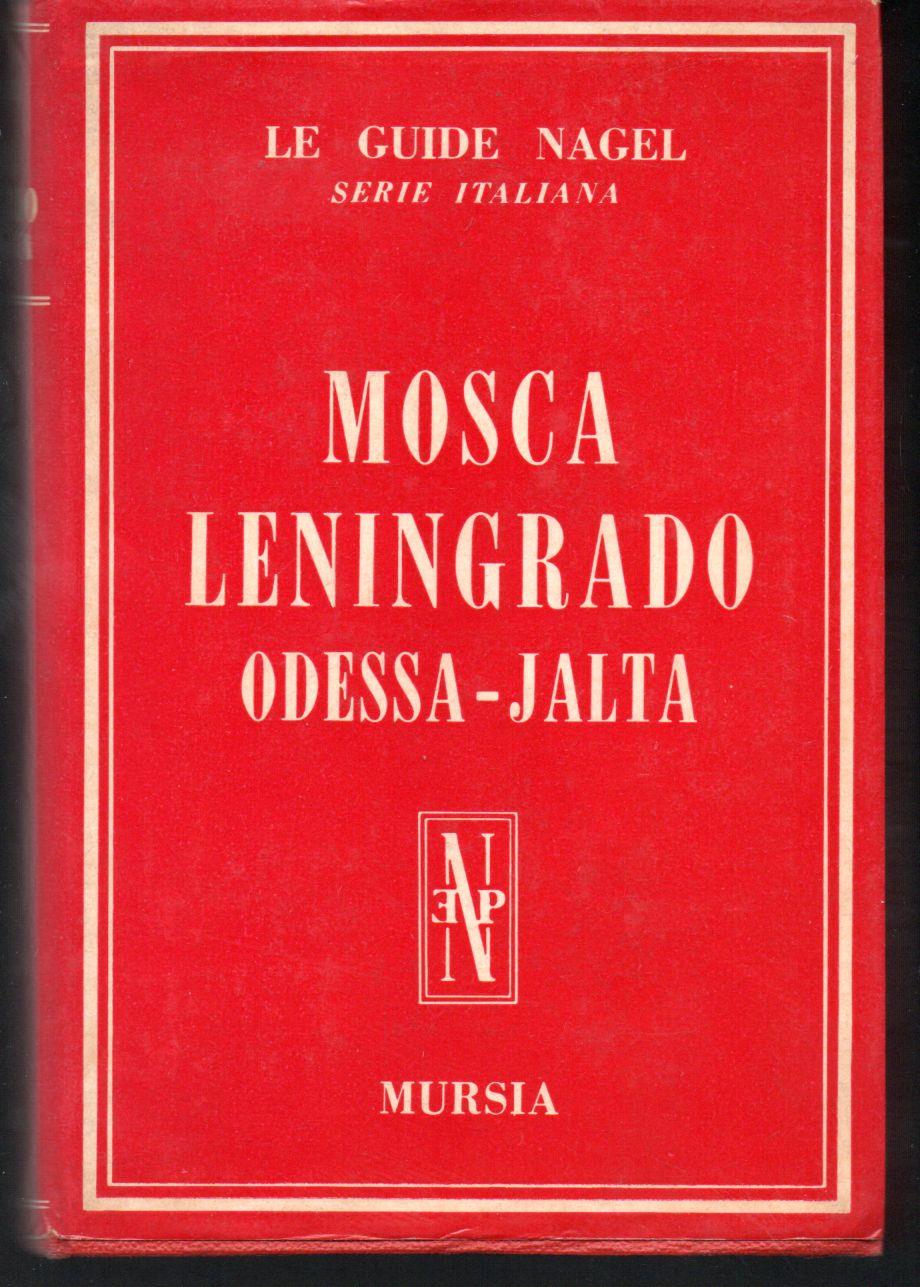 LE GUIDE NAGEL
SERIE ITALIANA
MOSCA
LENINGRADO
ODESSA-JALTA
N
E P
MURSIA